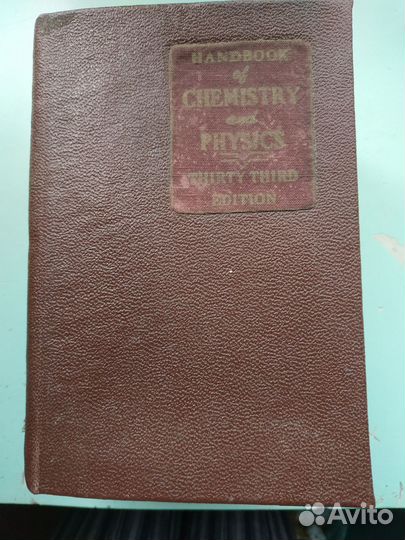 HANDBOOK
of
CHEMISTRY
and
PHYSICS
THIRTY THIRD
EDITION
Avito